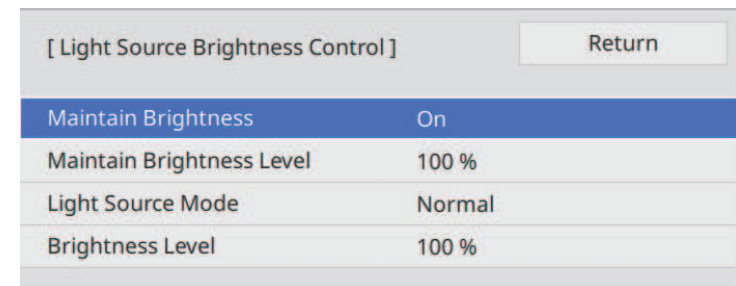 [ Light Source Brightness Control ] Return
Maintain Brightness On
Maintain Brightness Level 100 %
Light Source Mode Normal
Brightness Level 100 %